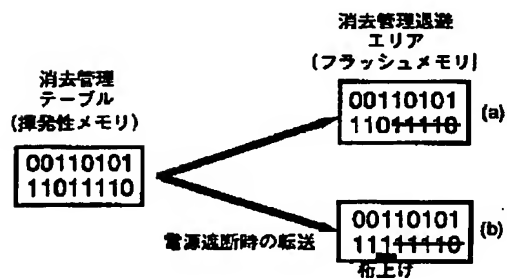 消去管理
テーブル
(揮発性メモリ)
00110101
11011110
消去管理退避
エリア
(フラッシュメモリ)
00110101
11011110
(a)
電源遮断時の転送
00110101
11111110
(b)
桁上げ